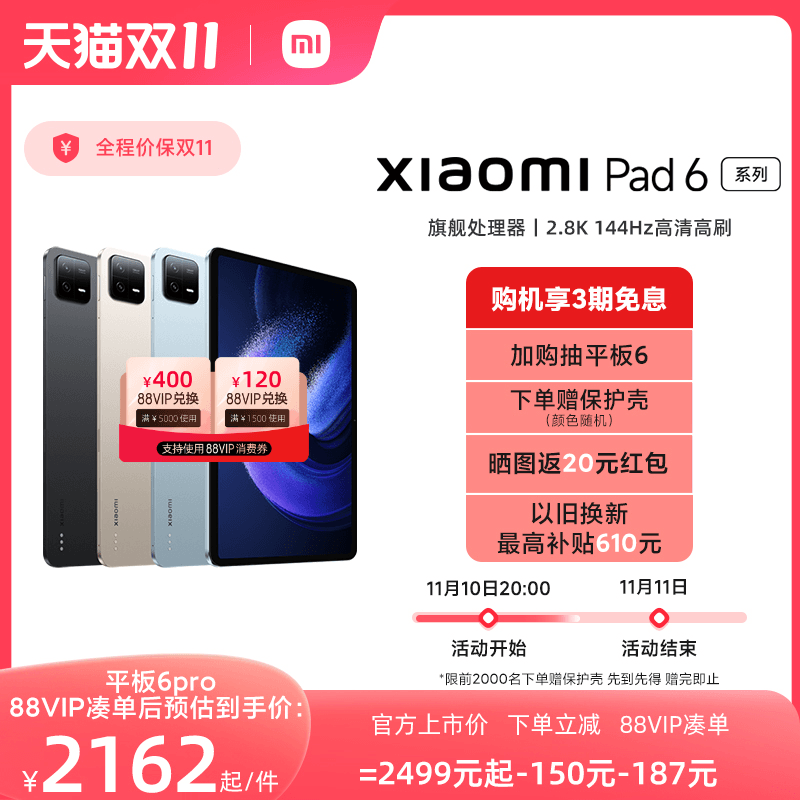 天猫双11
mi
全程价保双11
xiaomi Pad 6 系列
旗舰处理器 | 2.8K 144Hz高清高刷
购机享3期免息
加购抽平板6
下单赠保护壳
(颜色随机)
晒图返20元红包
以旧换新
最高补贴610元
¥400
88VIP兑换
满¥5000使用
¥120
88VIP兑换
满¥1500使用
支持使用88VIP消费券
xiaomi
xiaomi
xiaomi
11月10日20:00
11月11日
活动开始
活动结束
*限前2000名下单赠保护壳 先到先得 赠完即止
平板6pro
88VIP凑单后预估到手价:
¥2162起/件
官方上市价 下单立减 88VIP凑单
=2499元起-150元-187元